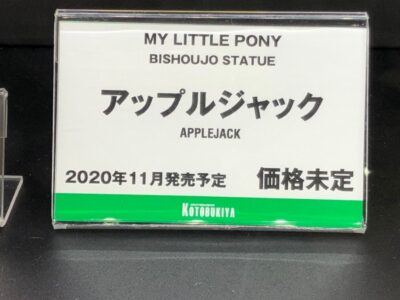 MY LITTLE PONY
BISHOUJO STATUE
アップルジャック
APPLEJACK
2020年11月発売予定 価格未定
KOTOBUKIYA